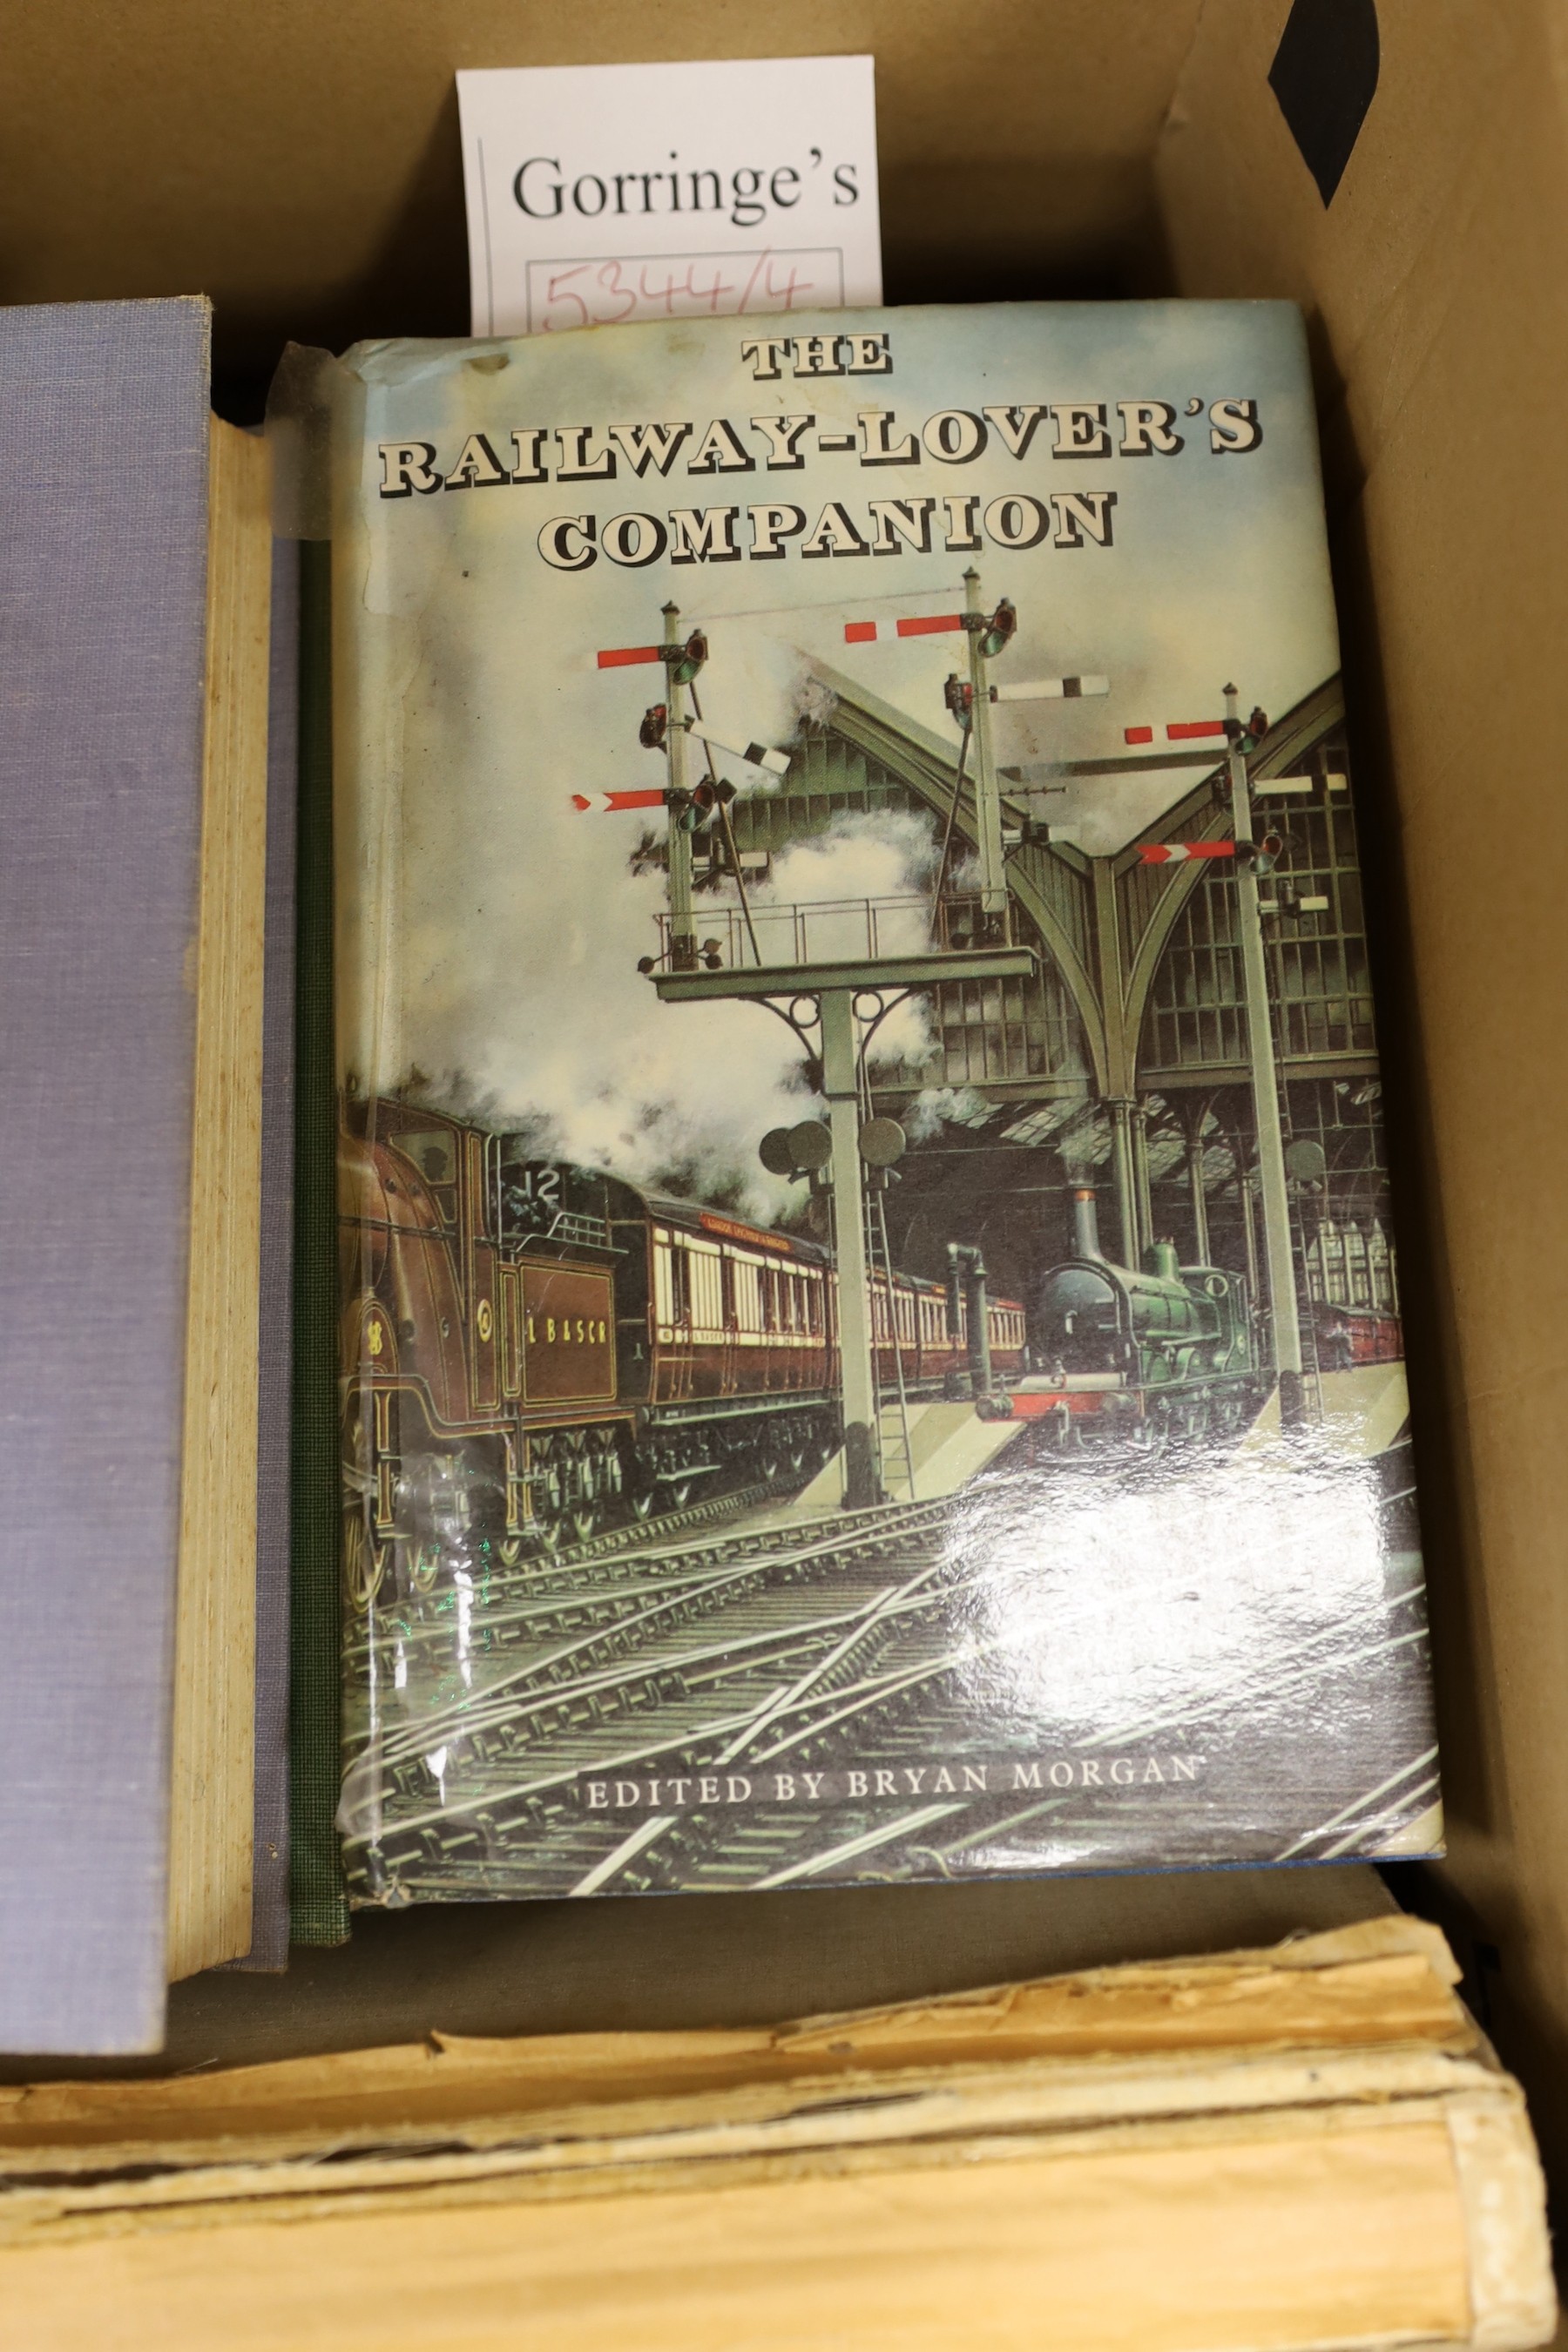 Gorringe's
5344/4
THE
RAILWAY-LOVER'S
COMPANION
12
L B & S C R
EDITED BY BRYAN MORGAN